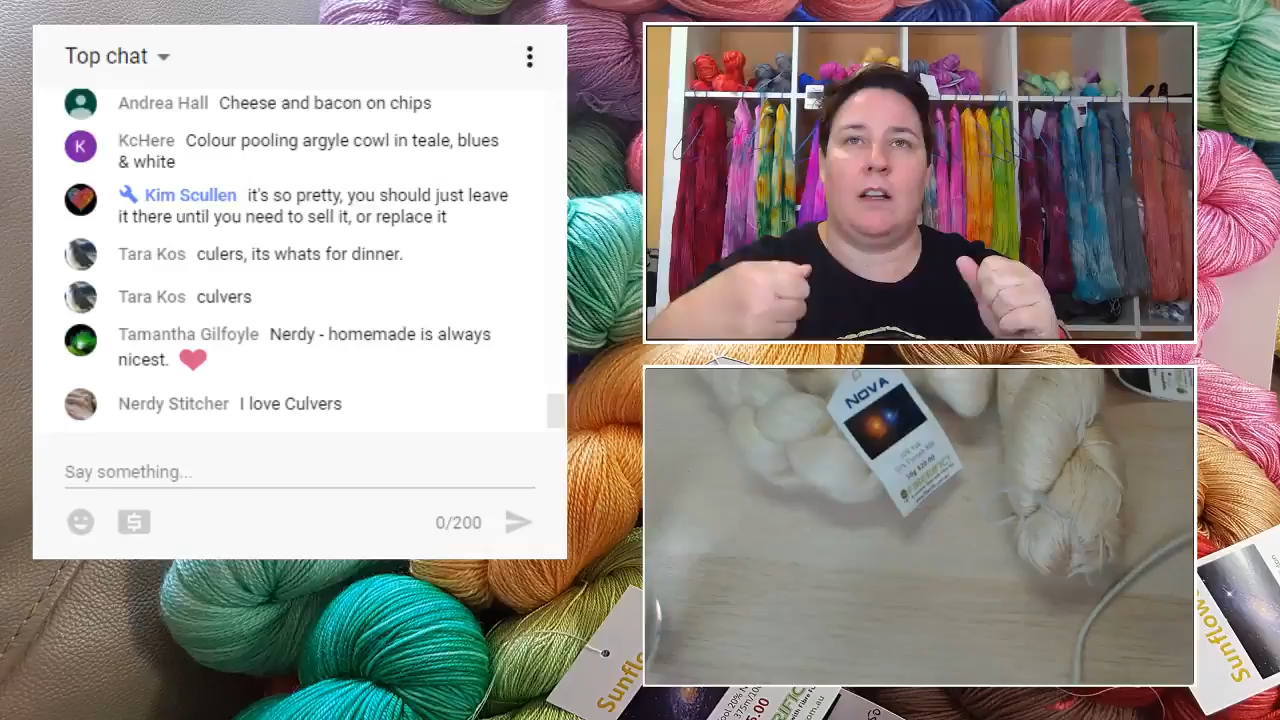 Top chat
Andrea Hall Cheese and bacon on chips
K
KcHere Colour pooling argyle cowl in teale, blues
& white
Kim Scullen it's so pretty, you should just leave
it there until you need to sell it, or replace it
Tara Kos culers, its whats for dinner.
Tara Kos culvers
Tamantha Gilfoyle Nerdy - homemade is always
nicest.
Nerdy Stitcher I love Culvers
Say something...
0/200
NOVA
Sunflow
Sunflo